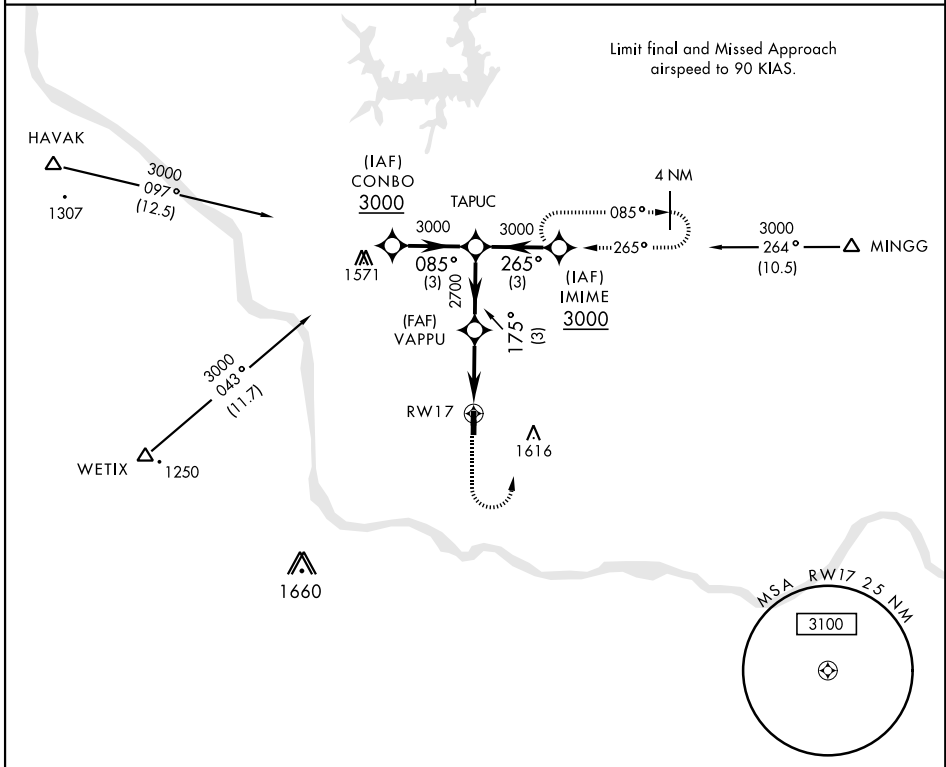 Limit final and Missed Approach
airspeed to 90 KIAS.
HAVAK
1307
3000
097°
(12.5)
(IAF)
CONBO
3000
1571
TAPUC
3000
085°
(3)
3000
265°
(3)
(IAF)
IMIME
3000
4 NM
085°
265°
3000
264°
(10.5)
MINGG
2700
(FAF)
VAPPU
175°
(3)
RW17
1616
3000
043°
(11.7)
WETIX
1250
1660
MSA RW17 25 NM
3100